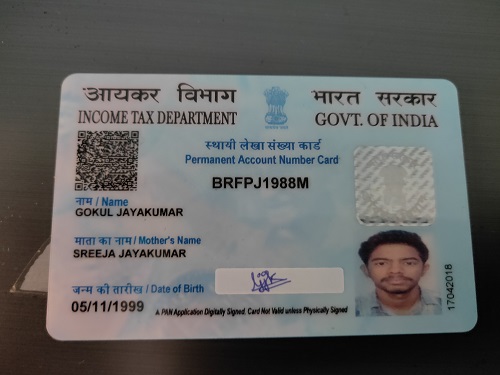 आयकर विभाग
INCOME TAX DEPARTMENT
भारत सरकार
GOVT. OF INDIA
स्थायी लेखा संख्या कार्ड
Permanent Account Number Card
BRFPJ1988M
नाम / Name
GOKUL JAYAKUMAR
माता का नाम / Mother's Name
SREEJA JAYAKUMAR
जन्म की तारीख / Date of Birth
05/11/1999
A PAN Application Digitally Signed. Card Not Valid unless Physically Signed
17042018